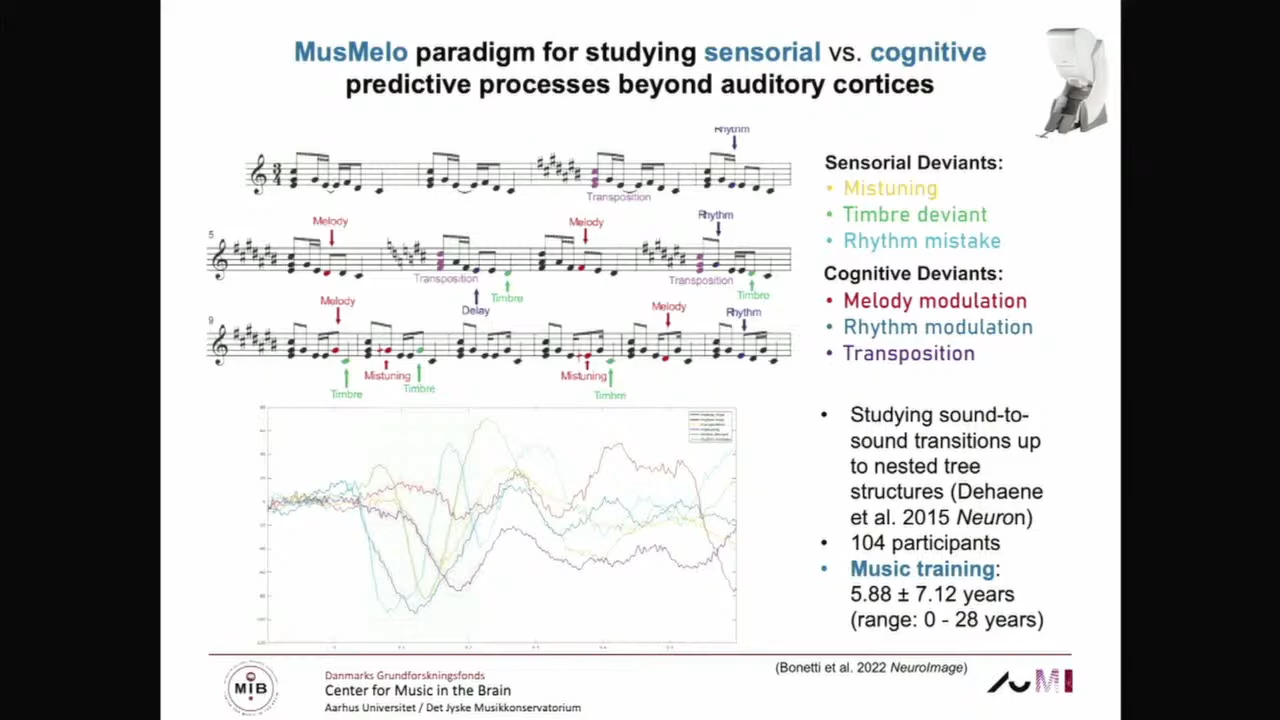 MusMelo paradigm for studying sensorial vs. cognitive
predictive processes beyond auditory cortices
Rhythm
Transposition
Sensorial Deviants:
• Mistuning
• Timbre deviant
• Rhythm mistake
Cognitive Deviants:
• Melody modulation
• Rhythm modulation
• Transposition
5
Melody
Melody
Rhythm
Transposition
Transposition
Timbre
Timbre
Delay
9
Melody
Melody
Rhythm
Mistuning
Mistuning
Timbre
Timbre
Timbre
• Studying sound-to-
sound transitions up
to nested tree
structures (Dehaene
et al. 2015 Neuron)
• 104 participants
• Music training:
5.88 ± 7.12 years
(range: 0 - 28 years)
(Bonetti et al. 2022 NeuroImage)
MIB
Danmarks Grundforskningsfonds
Center for Music in the Brain
Aarhus Universitet / Det Jyske Musikkonservatorium